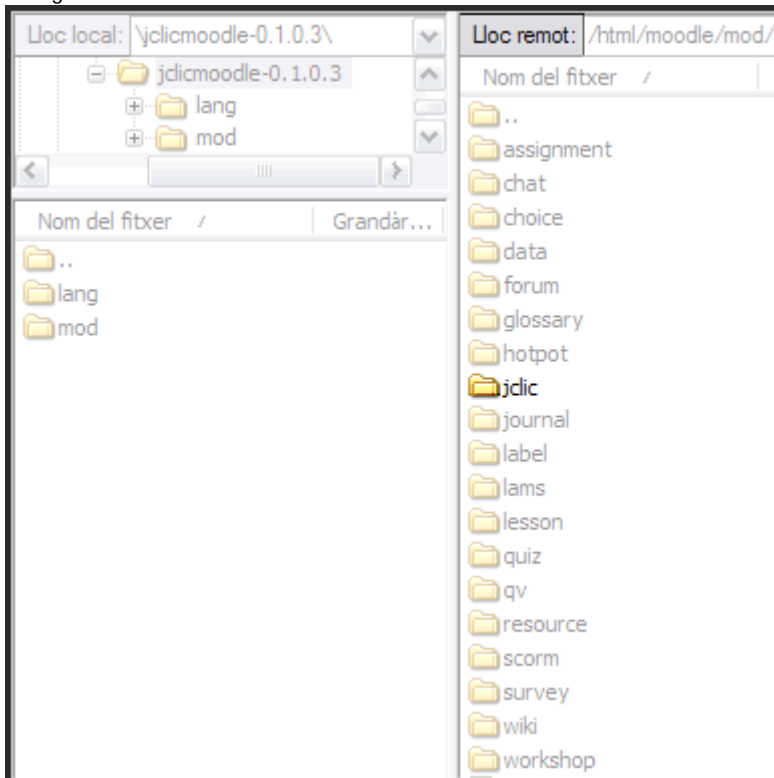 Lloc local: \jclicmoodle-0.1.0.3\
jclicmoodle-0.1.0.3
lang
mod
Nom del fitxer / Grandàr...
..
lang
mod
Lloc remot: /html/moodle/mod/
Nom del fitxer /
..
assignment
chat
choice
data
forum
glossary
hotpot
jclic
journal
label
lams
lesson
quiz
qv
resource
scorm
survey
wiki
workshop